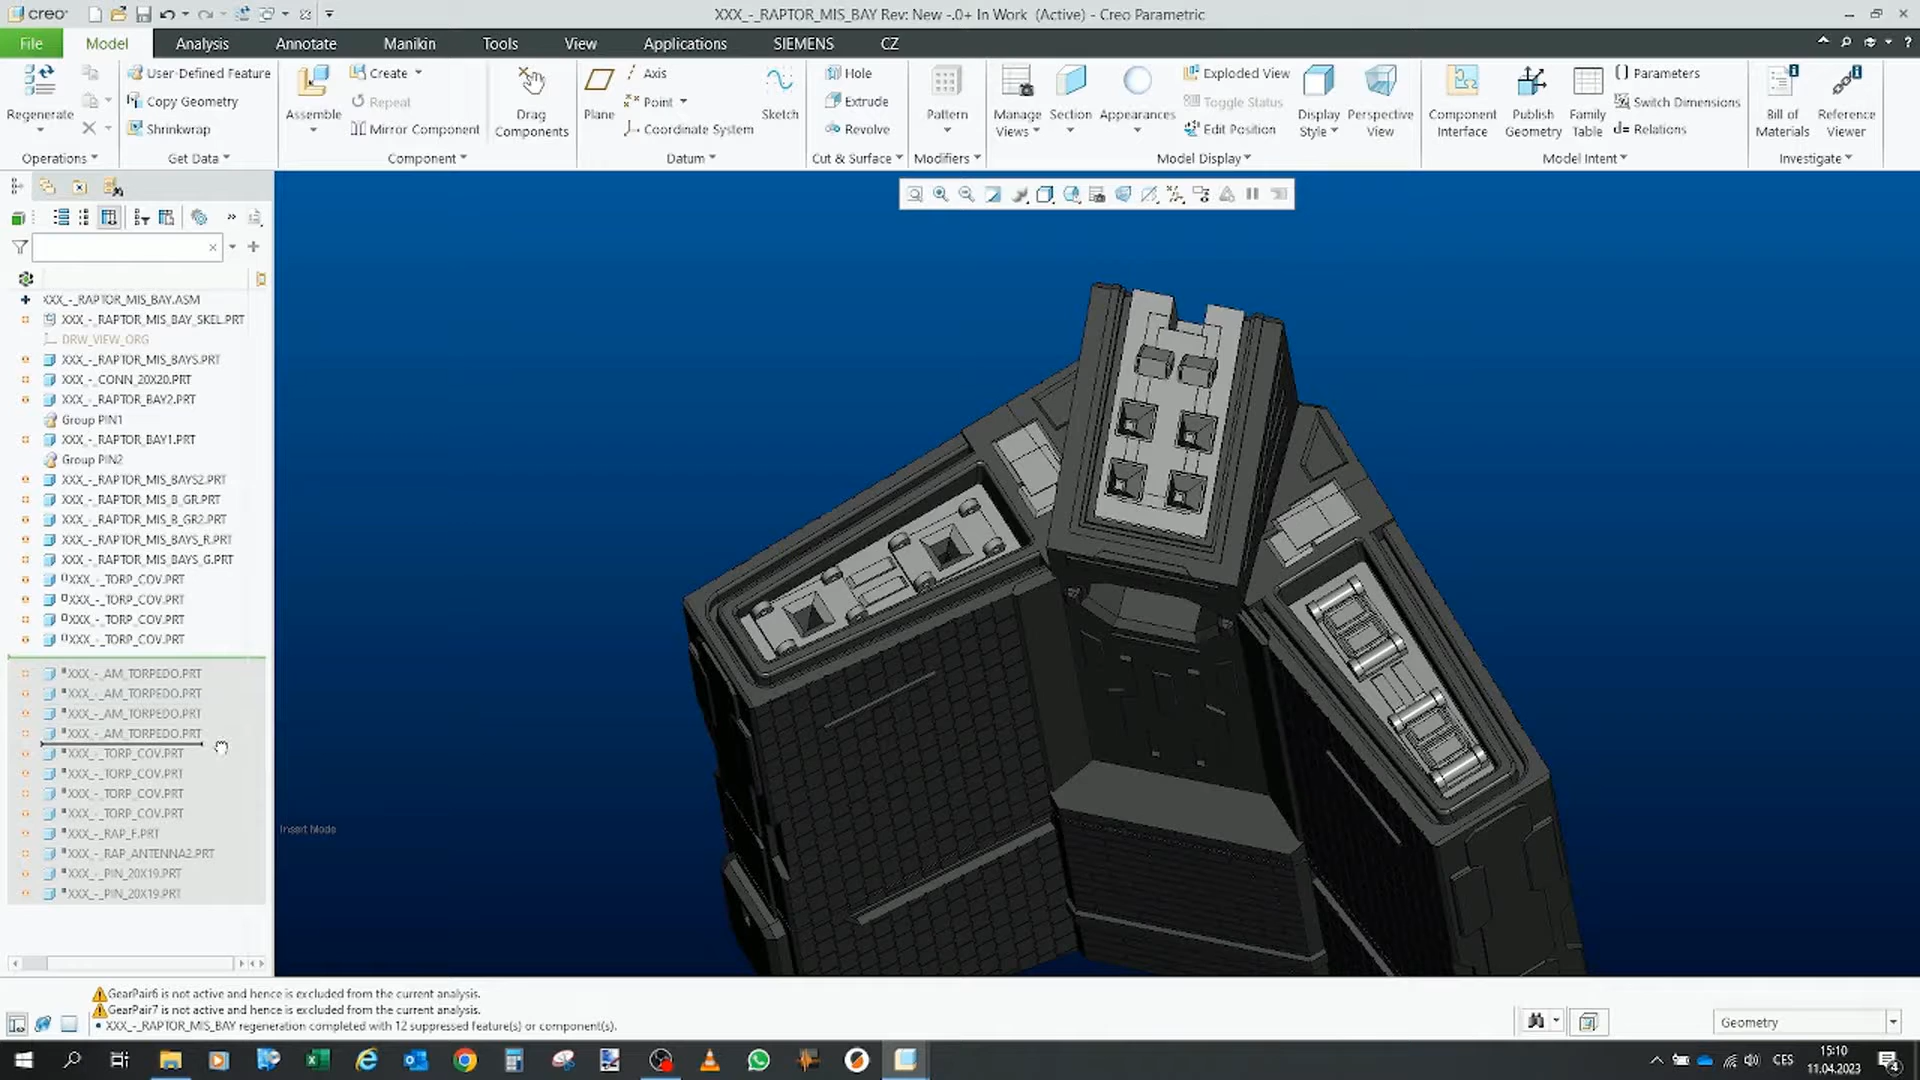 creo
XXX_-_RAPTOR_MIS_BAY Rev: New -.0+ In Work (Active) - Creo Parametric
File
Model
Analysis
Annotate
Manikin
Tools
View
Applications
SIEMENS
CZ
Regenerate
User-Defined Feature
Copy Geometry
Shrinkwrap
Assemble
Create
Repeat
Mirror Component
Drag Components
Plane
Axis
Point
Coordinate System
Sketch
Hole
Extrude
Revolve
Pattern
Manage Views
Section
Appearances
Exploded View
Toggle Status
Edit Position
Display Style
Perspective View
Component Interface
Publish Geometry
Family Table
Parameters
Switch Dimensions
d= Relations
Bill of Materials
Reference Viewer
Operations
Get Data
Component
Datum
Cut & Surface
Modifiers
Model Display
Model Intent
Investigate
XXX_-_RAPTOR_MIS_BAY.ASM
XXX_-_RAPTOR_MIS_BAY_SKEL.PRT
DRW_VIEW_ORG
XXX_-_RAPTOR_MIS_BAYS.PRT
XXX_-_CONN_20X20.PRT
XXX_-_RAPTOR_BAY2.PRT
Group PIN1
XXX_-_RAPTOR_BAY1.PRT
Group PIN2
XXX_-_RAPTOR_MIS_BAYS2.PRT
XXX_-_RAPTOR_MIS_B_GR.PRT
XXX_-_RAPTOR_MIS_B_GR2.PRT
XXX_-_RAPTOR_MIS_BAYS_R.PRT
XXX_-_RAPTOR_MIS_BAYS_G.PRT
XXX_-_TORP_COV.PRT
XXX_-_TORP_COV.PRT
XXX_-_TORP_COV.PRT
XXX_-_TORP_COV.PRT
XXX_-_AM_TORPEDO.PRT
XXX_-_AM_TORPEDO.PRT
XXX_-_AM_TORPEDO.PRT
XXX_-_AM_TORPEDO.PRT
XXX_-_TORP_COV.PRT
XXX_-_TORP_COV.PRT
XXX_-_TORP_COV.PRT
XXX_-_TORP_COV.PRT
XXX_-_RAP_F.PRT
XXX_-_RAP_ANTENNA2.PRT
XXX_-_PIN_20X19.PRT
XXX_-_PIN_20X19.PRT
Insert Mode
GearPair6 is not active and hence is excluded from the current analysis.
GearPair7 is not active and hence is excluded from the current analysis.
• XXX_-_RAPTOR_MIS_BAY regeneration completed with 12 suppressed feature(s) or component(s).
Geometry
CES
15:10
11.04.2023
4